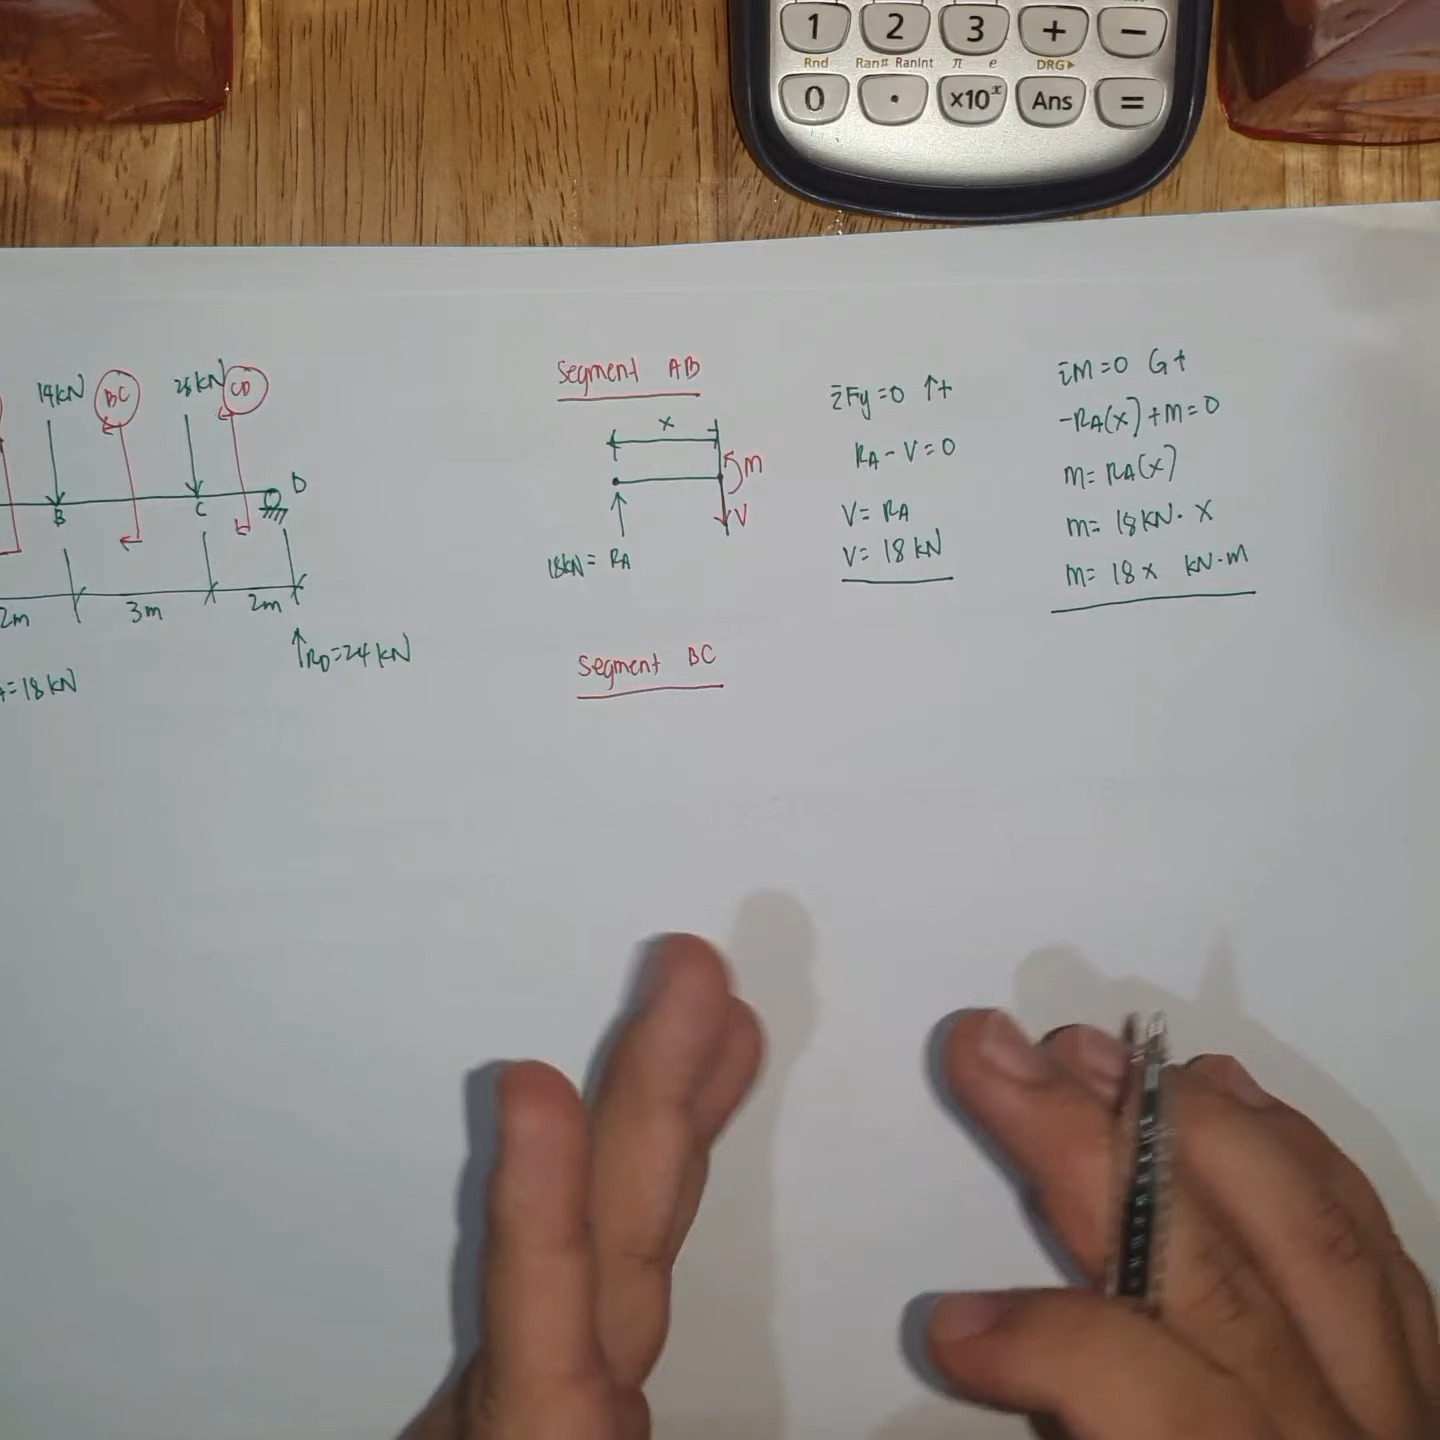 1 2 3 + −
Rnd Ran# RanInt π e DRG▸
0 · ×10ˣ Ans =
14kN BC 28kN CD
B C D
2m 3m 2m
RD=24kN
=18kN
Segment AB
x
M
V
18kN = RA
ΣFy=0 ↑+
RA - V = 0
V = RA
V = 18 kN
ΣM=0 G+
-RA(x) + M = 0
M = RA(x)
M = 18kN · x
M = 18x kN·m
Segment BC